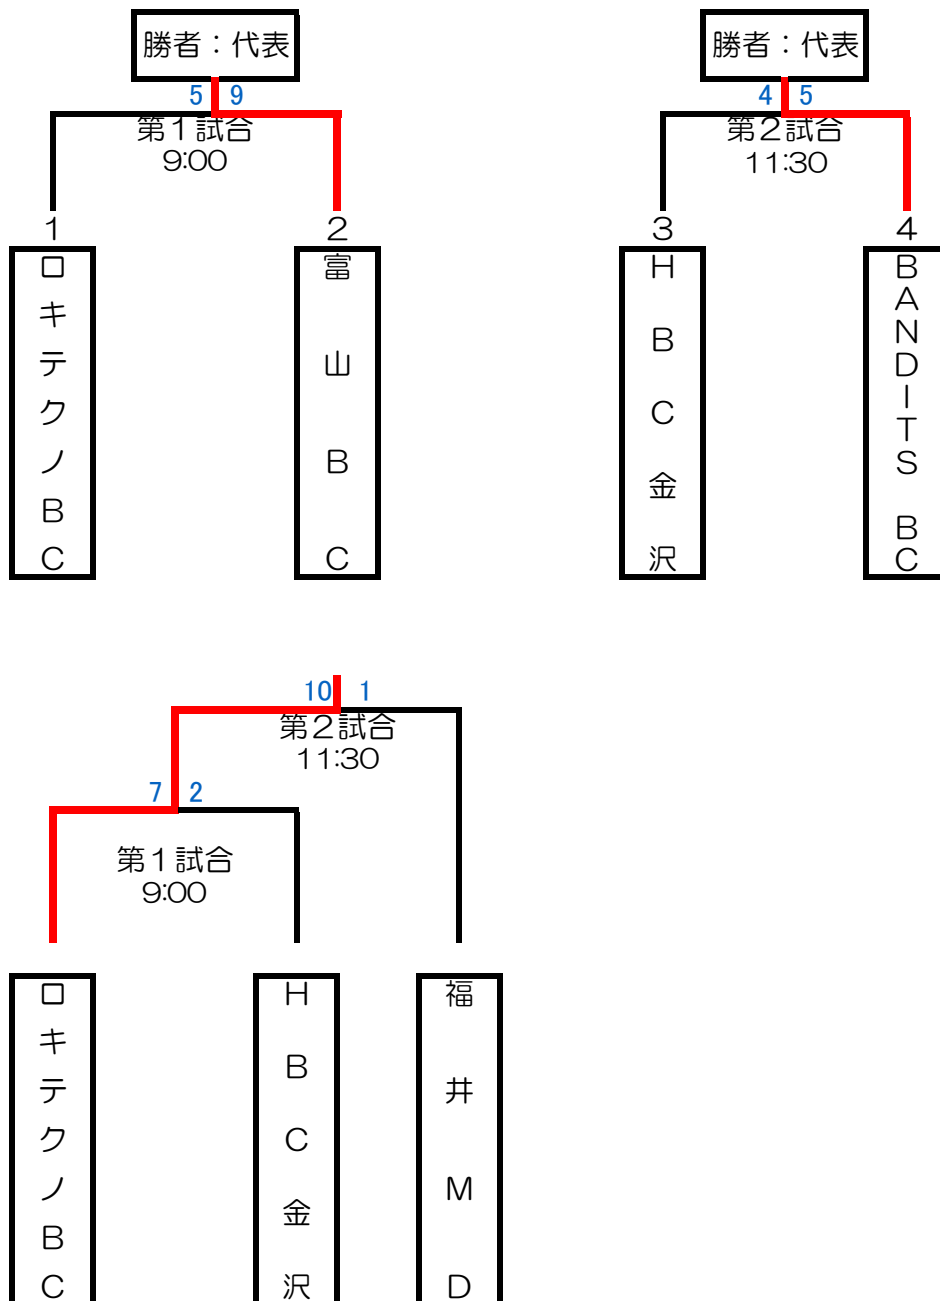 勝者：代表
勝者：代表
5 9
4 5
第１試合
9:00
第２試合
11:30
1
2
3
4
ロキテクノBC
富山BC
HBC金沢
BANDITS BC
10 1
第２試合
11:30
7 2
第１試合
9:00
ロキテクノBC
HBC金沢
福井MD